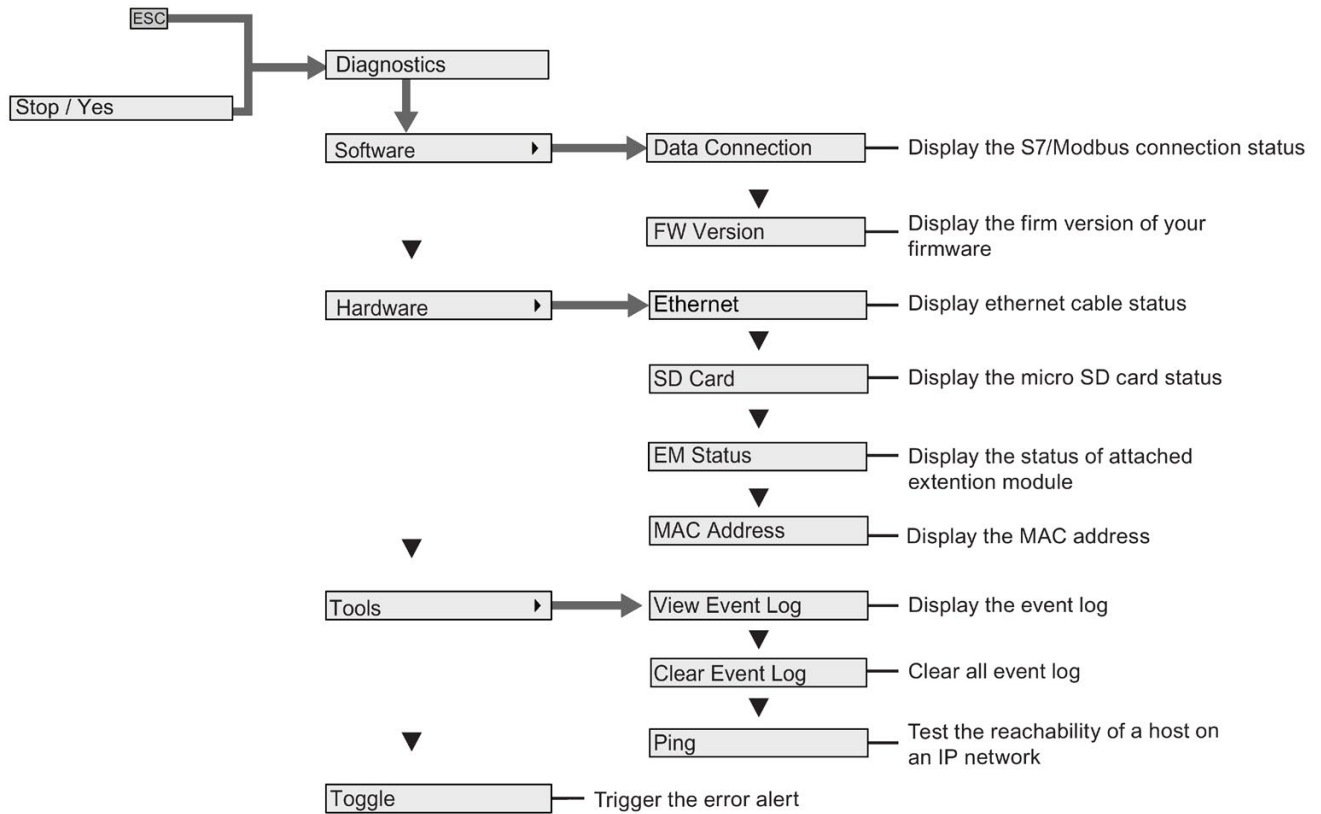 ESC
Diagnostics
Stop / Yes
Software
Data Connection
Display the S7/Modbus connection status
FW Version
Display the firm version of your
firmware
Hardware
Ethernet
Display ethernet cable status
SD Card
Display the micro SD card status
EM Status
Display the status of attached
extention module
MAC Address
Display the MAC address
Tools
View Event Log
Display the event log
Clear Event Log
Clear all event log
Ping
Test the reachability of a host on
an IP network
Toggle
Trigger the error alert